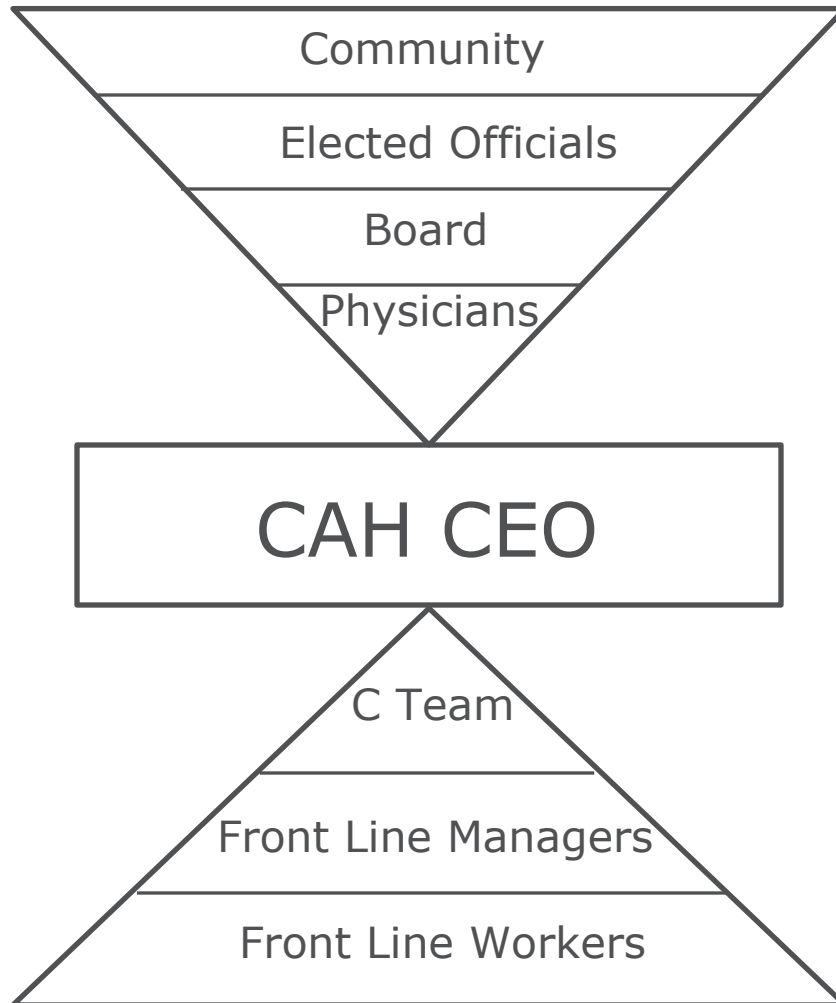 Community
Elected Officials
Board
Physicians
CAH CEO
C Team
Front Line Managers
Front Line Workers